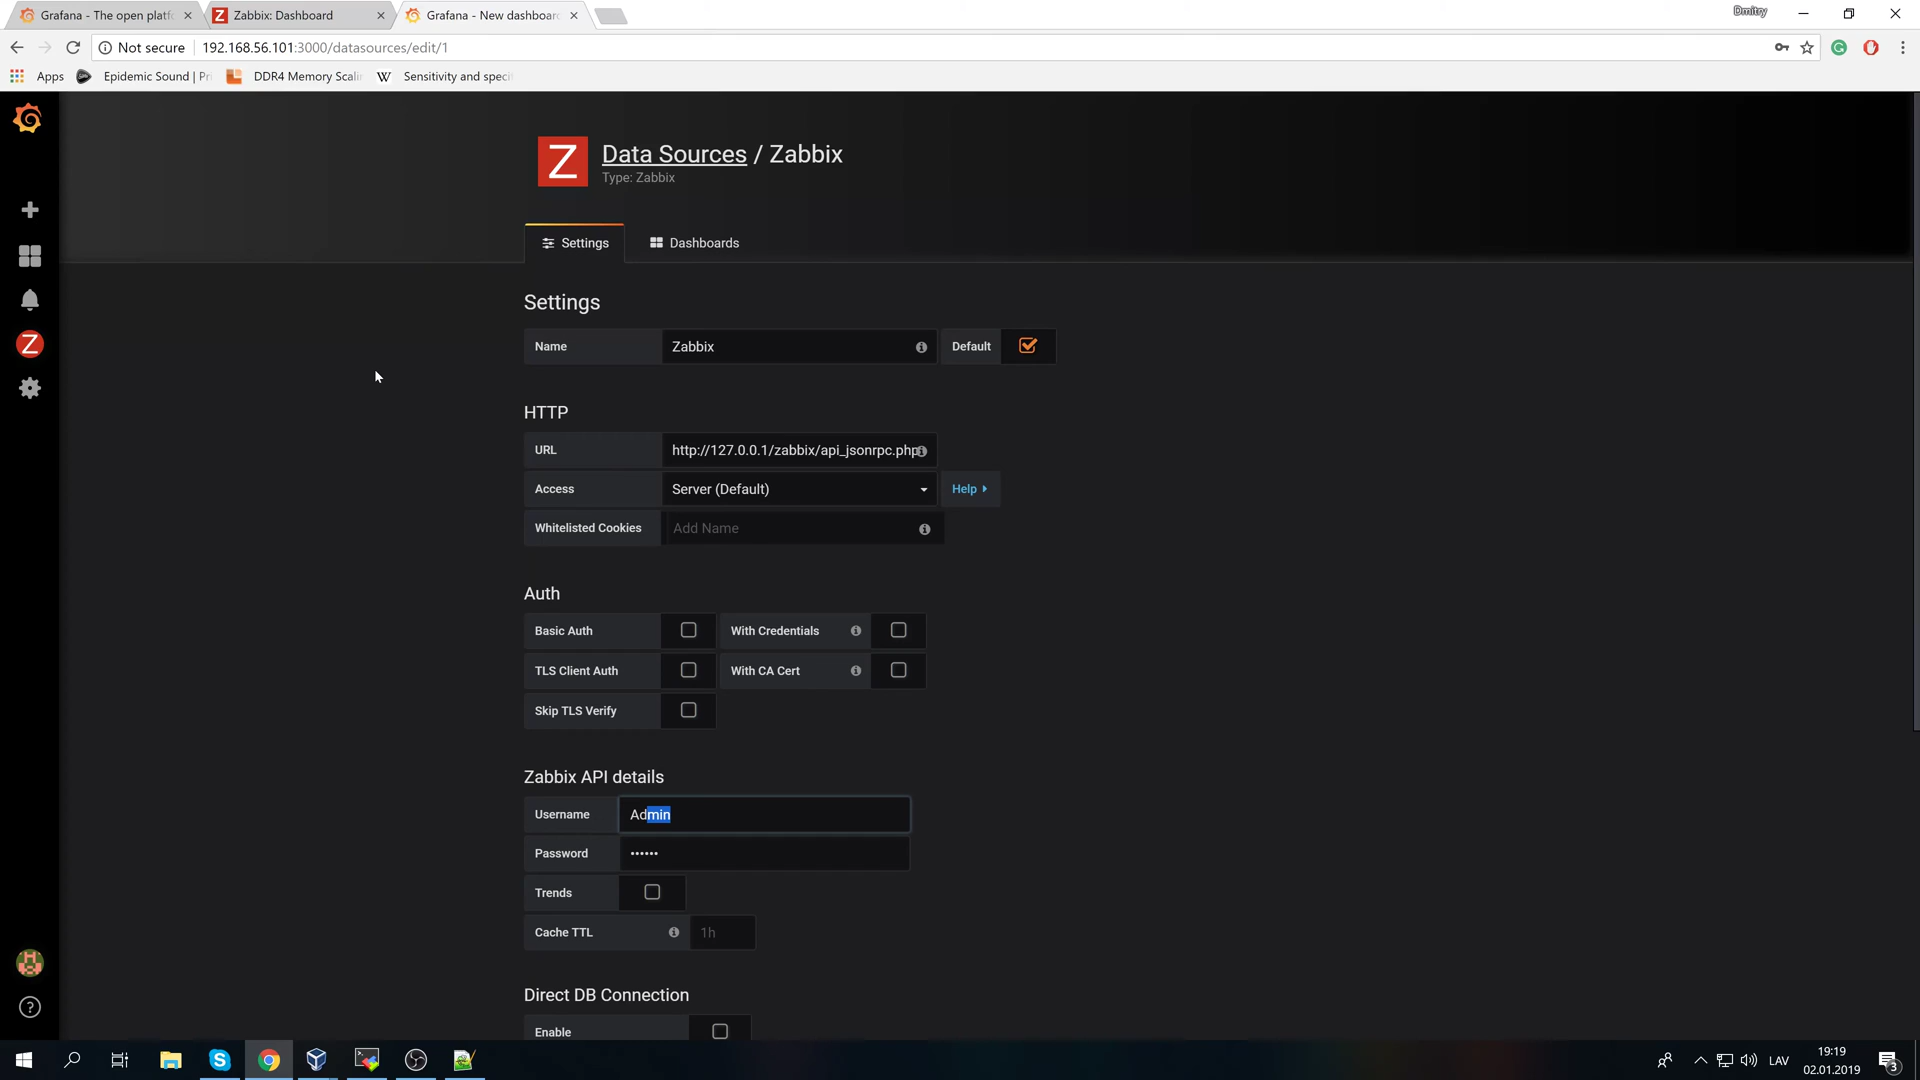 Grafana - The open platfo
Zabbix: Dashboard
Grafana - New dashboard
Dmitry
Not secure
192.168.56.101:3000/datasources/edit/1
Apps
Epidemic Sound | Pri
DDR4 Memory Scalin
W
Sensitivity and speci
Z
Data Sources / Zabbix
Type: Zabbix
Settings
Dashboards
Settings
Name
Zabbix
Default
HTTP
URL
http://127.0.0.1/zabbix/api_jsonrpc.php
Access
Server (Default)
Help
Whitelisted Cookies
Add Name
Auth
Basic Auth
With Credentials
TLS Client Auth
With CA Cert
Skip TLS Verify
Zabbix API details
Username
Admin
Password
••••••
Trends
Cache TTL
1h
Direct DB Connection
Enable
LAV
19:19
02.01.2019
3